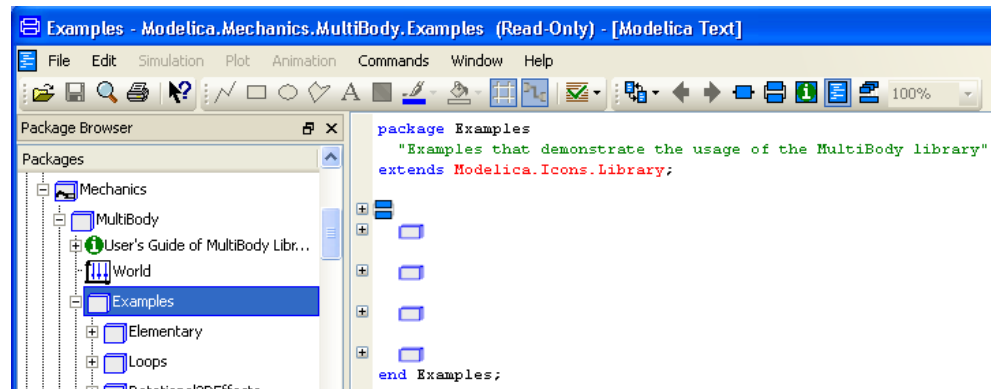 Examples - Modelica.Mechanics.MultiBody.Examples (Read-Only) - [Modelica Text]
File Edit Simulation Plot Animation Commands Window Help
100%
Package Browser
Packages
Mechanics
MultiBody
User's Guide of MultiBody Libr...
World
Examples
Elementary
Loops
package Examples
"Examples that demonstrate the usage of the MultiBody library"
extends Modelica.Icons.Library;
end Examples;